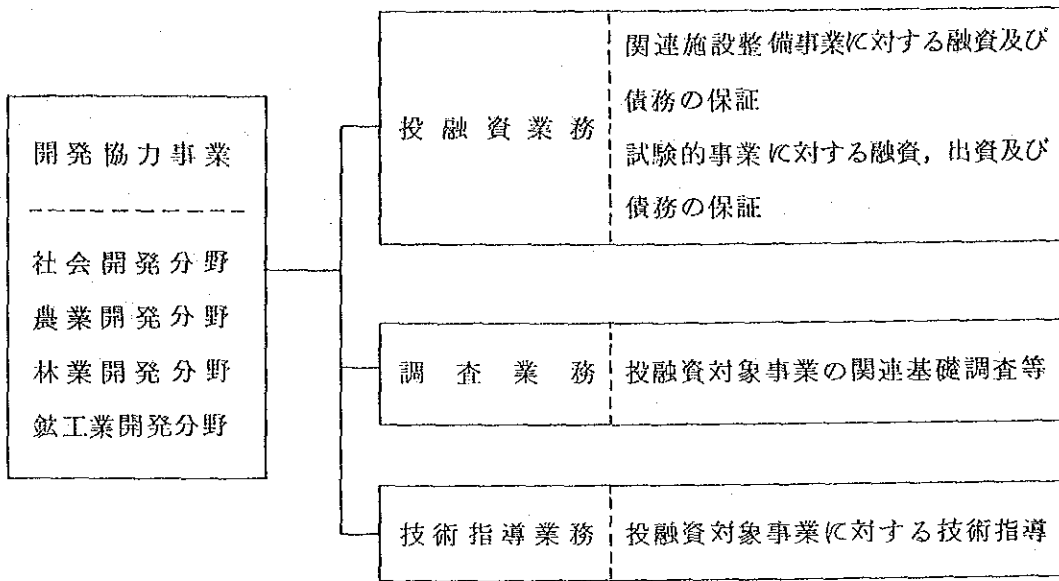 開発協力事業
社会開発分野
農業開発分野
林業開発分野
鉱工業開発分野
投融資業務
関連施設整備事業に対する融資及び
債務の保証
試験的事業に対する融資，出資及び
債務の保証
調査業務
投融資対象事業の関連基礎調査等
技術指導業務
投融資対象事業に対する技術指導